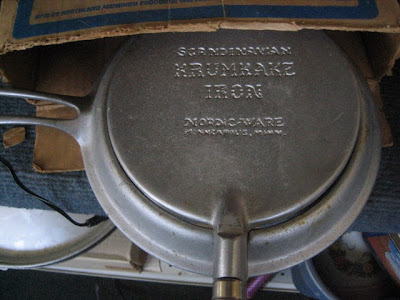 SCANDINAVIAN
KRUMKAKE
IRON
NORDIC WARE
MINNEAPOLIS, MINN.